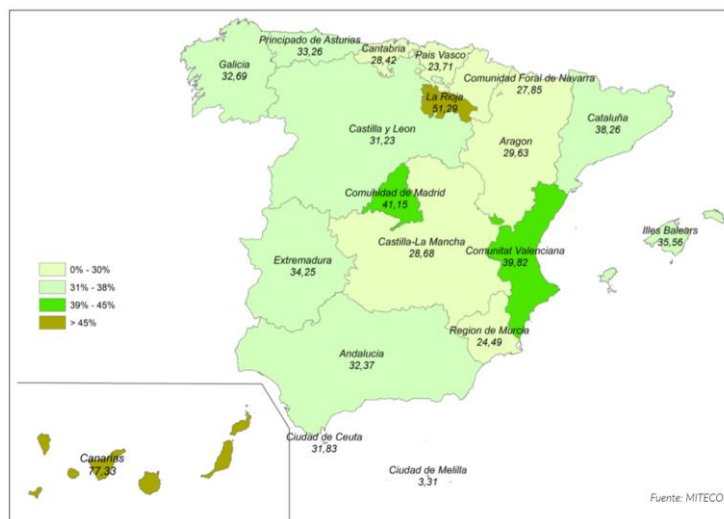 Principado de Asturias
33,26
Cantabria
28,42
País Vasco
23,71
Galicia
32,69
Comunidad Foral de Navarra
27,85
La Rioja
51,29
Cataluña
38,26
Castilla y Leon
31,23
Aragon
29,63
Comunidad de Madrid
41,15
Illes Balears
35,56
Castilla-La Mancha
28,68
Comunitat Valenciana
39,82
Extremadura
34,25
0% - 30%
31% - 38%
39% - 45%
> 45%
Region de Murcia
24,49
Andalucia
32,37
Ciudad de Ceuta
31,83
Canarias
77,33
Ciudad de Melilla
3,31
Fuente: MITECO